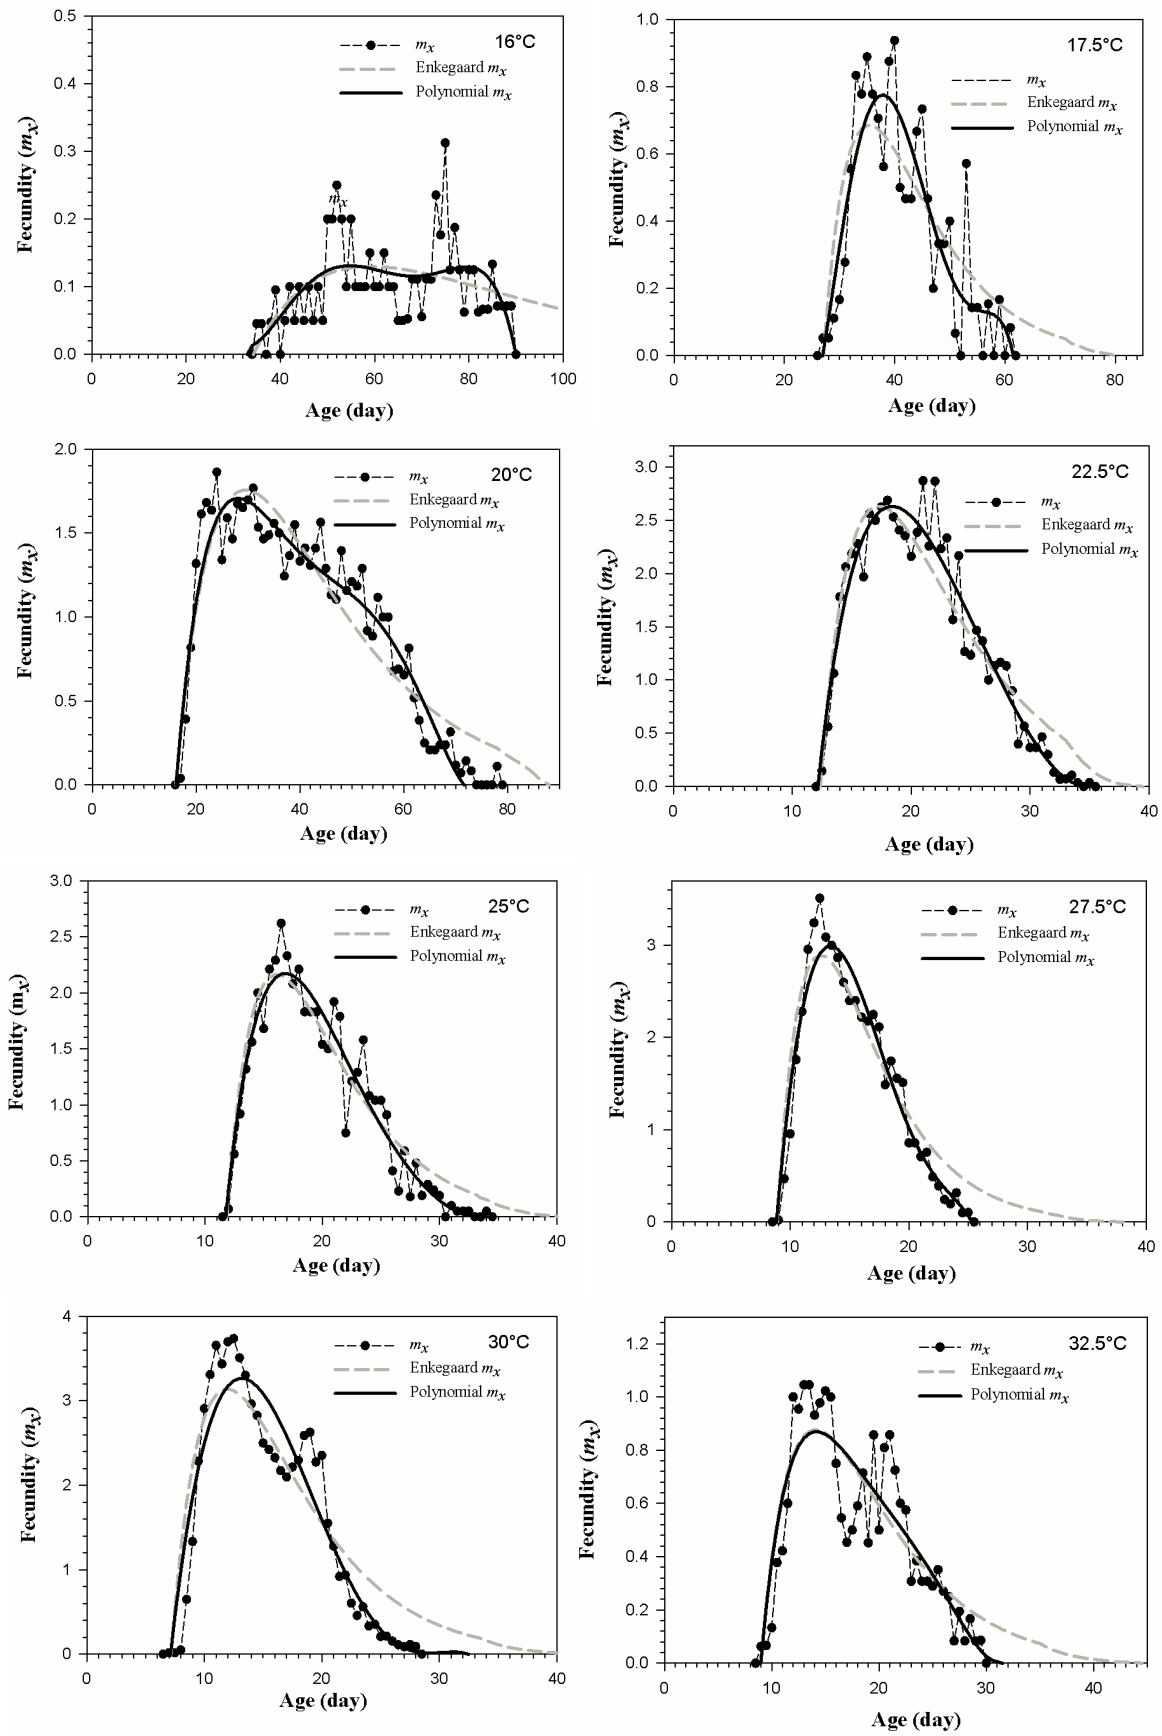 16°C
mx
Enkegaard mx
Polynomial mx
mx
Fecundity (mx)
0.5
0.4
0.3
0.2
0.1
0.0
0 20 40 60 80 100
Age (day)
17.5°C
mx
Enkegaard mx
Polynomial mx
Fecundity (mx)
1.0
0.8
0.6
0.4
0.2
0.0
0 20 40 60 80
Age (day)
20°C
mx
Enkegaard mx
Polynomial mx
Fecundity (mx)
2.0
1.5
1.0
0.5
0.0
0 20 40 60 80
Age (day)
22.5°C
mx
Enkegaard mx
Polynomial mx
Fecundity (mx)
3.0
2.5
2.0
1.5
1.0
0.5
0.0
0 10 20 30 40
Age (day)
25°C
mx
Enkegaard mx
Polynomial mx
Fecundity (mx)
3.0
2.5
2.0
1.5
1.0
0.5
0.0
0 10 20 30 40
Age (day)
27.5°C
mx
Enkegaard mx
Polynomial mx
Fecundity (mx)
3
2
1
0
0 10 20 30 40
Age (day)
30°C
mx
Enkegaard mx
Polynomial mx
Fecundity (mx)
4
3
2
1
0
0 10 20 30 40
Age (day)
32.5°C
mx
Enkegaard mx
Polynomial mx
Fecundity (mx)
1.2
1.0
0.8
0.6
0.4
0.2
0.0
0 10 20 30 40
Age (day)